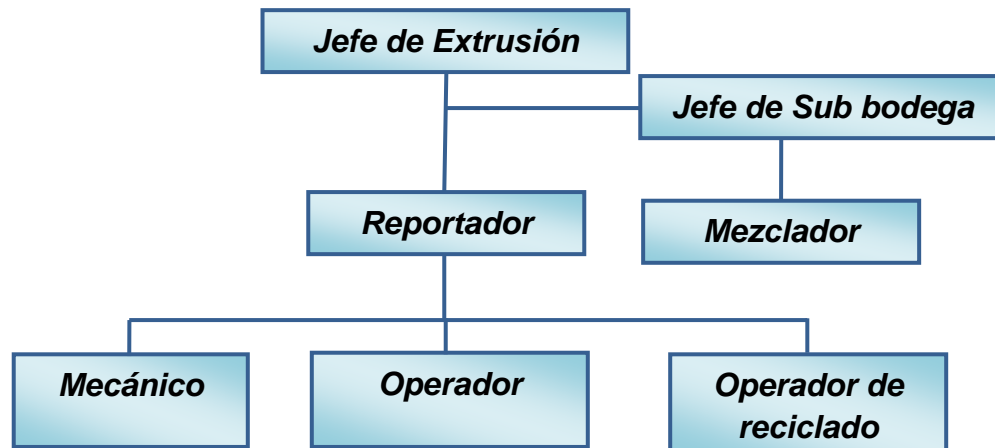 Jefe de Extrusión
Jefe de Sub bodega
Reportador
Mezclador
Mecánico
Operador
Operador de
reciclado